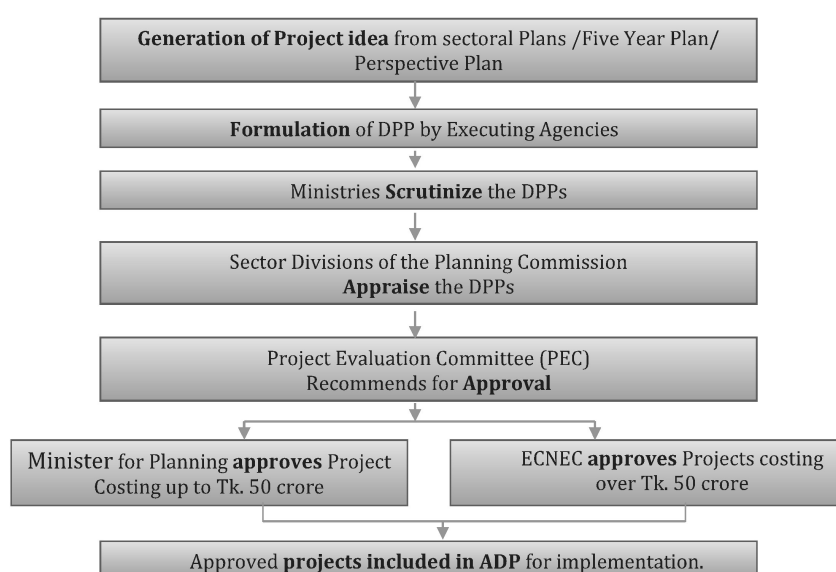 Generation of Project idea from sectoral Plans /Five Year Plan/
Perspective Plan
Formulation of DPP by Executing Agencies
Ministries Scrutinize the DPPs
Sector Divisions of the Planning Commission
Appraise the DPPs
Project Evaluation Committee (PEC)
Recommends for Approval
Minister for Planning approves Project
Costing up to Tk. 50 crore
ECNEC approves Projects costing
over Tk. 50 crore
Approved projects included in ADP for implementation.